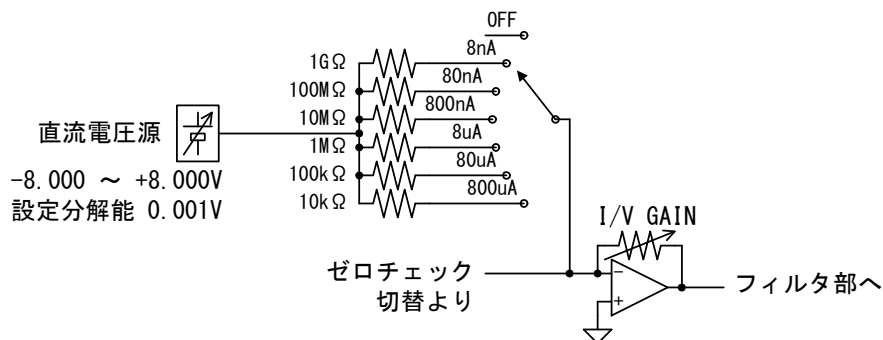 OFF
1GΩ
8nA
100MΩ
80nA
10MΩ
800nA
1MΩ
8uA
100kΩ
80uA
10kΩ
800uA
直流電圧源
-8.000 ～ +8.000V
設定分解能 0.001V
I/V GAIN
ゼロチェック
切替より
-
+
フィルタ部へ